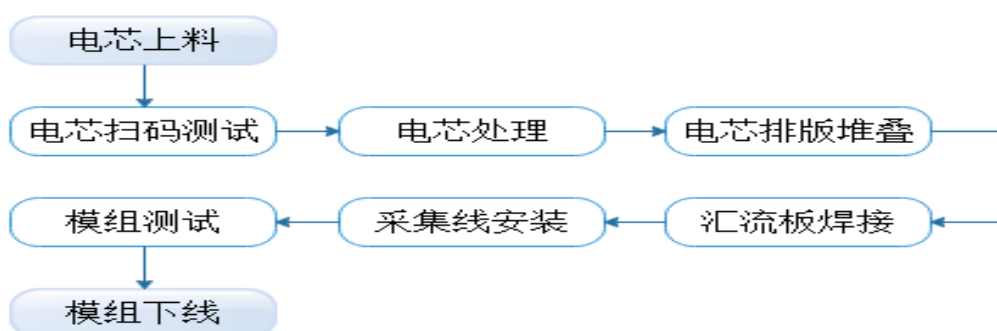 电芯上料
电芯扫码测试
电芯处理
电芯排版堆叠
汇流板焊接
采集线安装
模组测试
模组下线